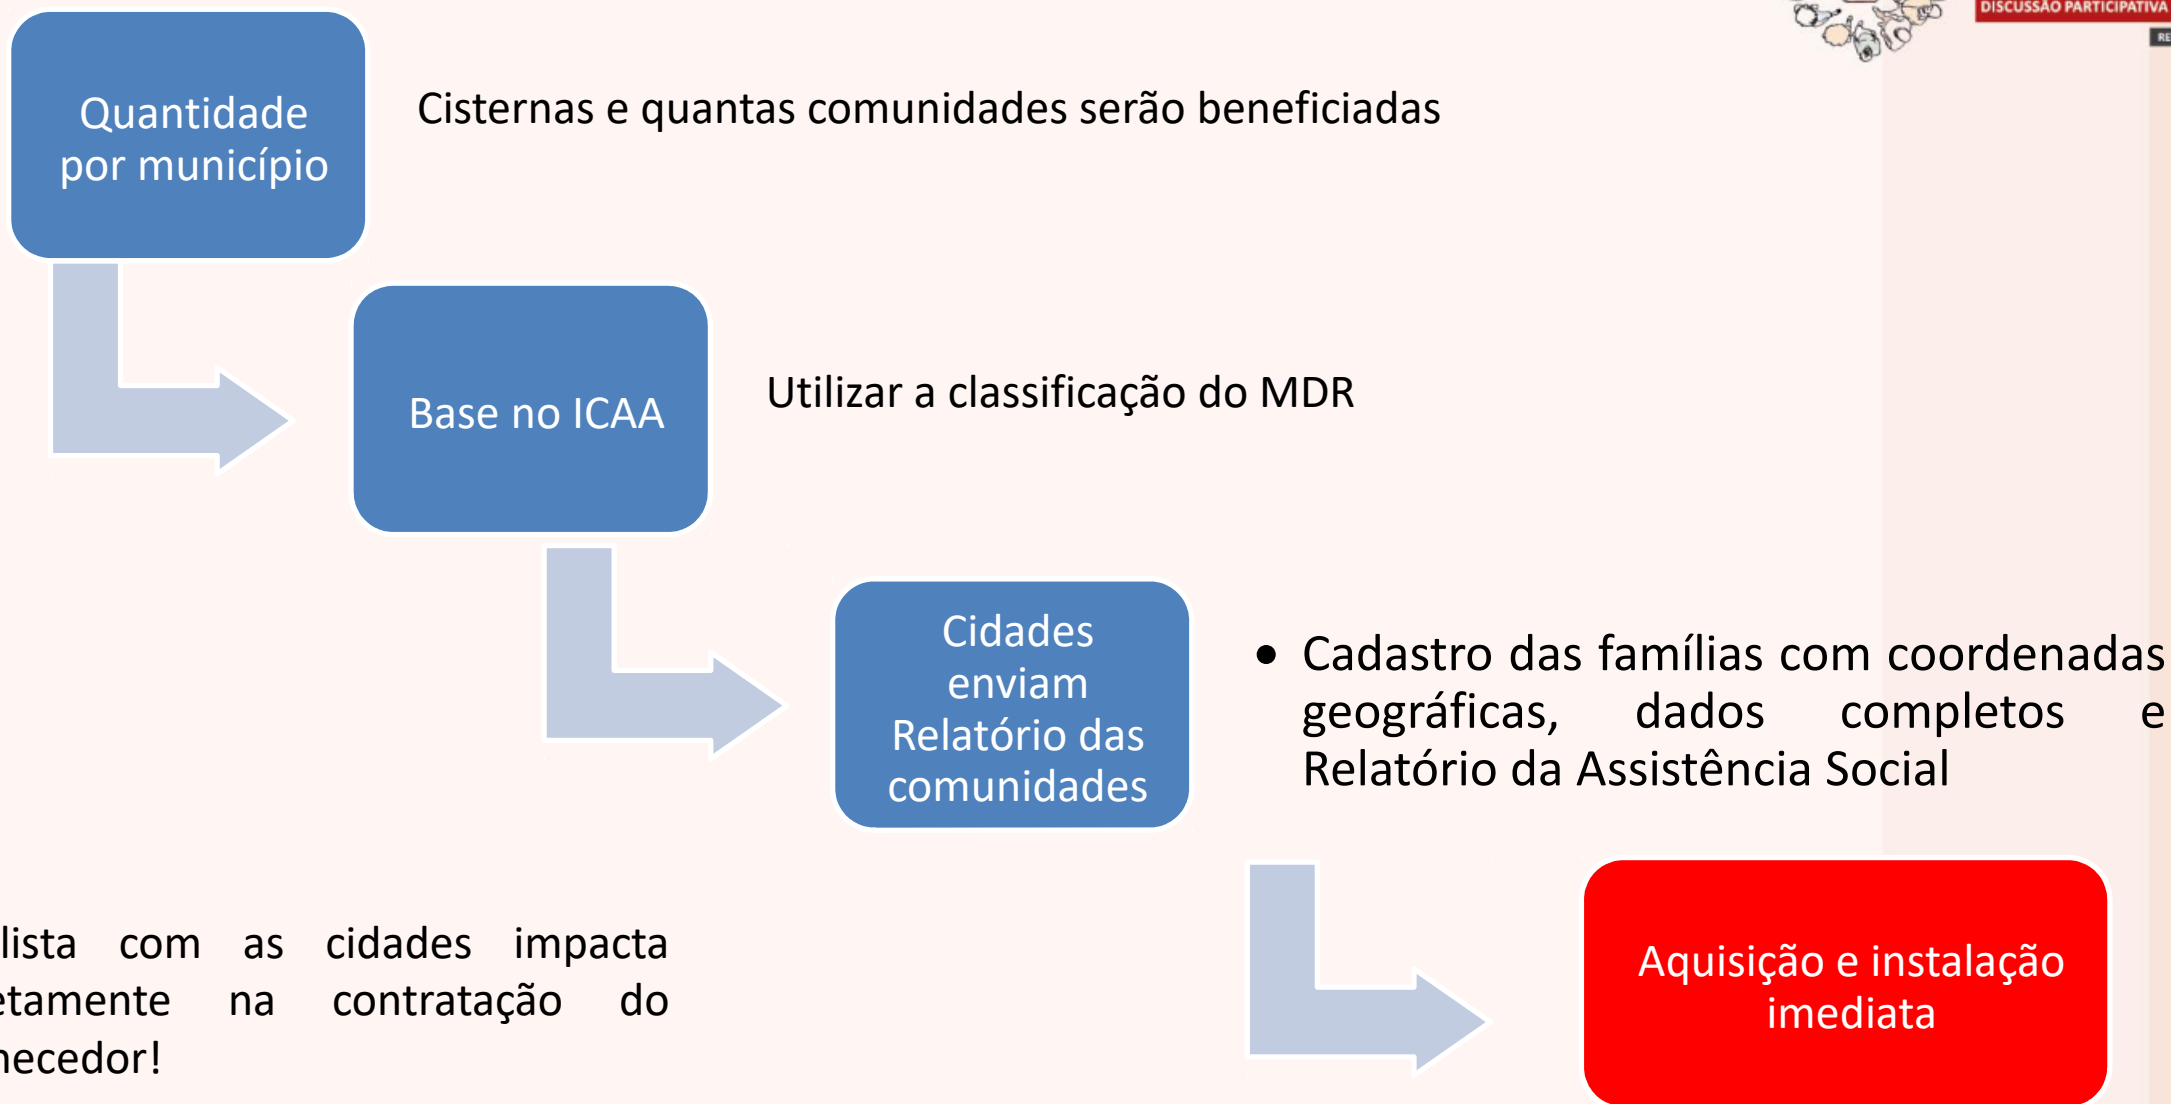 DISCUSSÃO PARTICIPATIVA
Quantidade
por município
Cisternas e quantas comunidades serão beneficiadas
Base no ICAA
Utilizar a classificação do MDR
Cidades
enviam
Relatório das
comunidades
• Cadastro das famílias com coordenadas
geográficas, dados completos e
Relatório da Assistência Social
lista com as cidades impacta
etamente na contratação do
necedor!
Aquisição e instalação
imediata